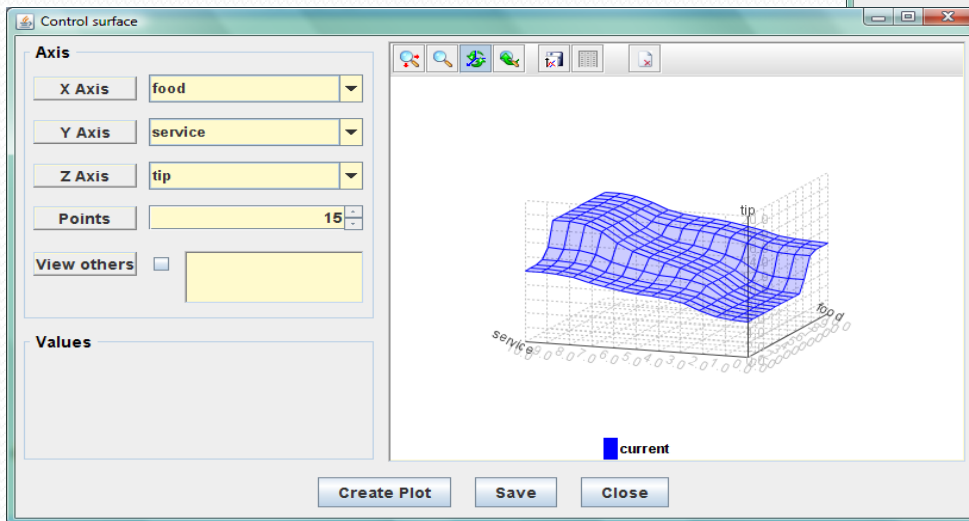 Control surface
Axis
X Axis food
Y Axis service
Z Axis tip
Points 15
View others
Values
tip
food
service
current
Create Plot Save Close